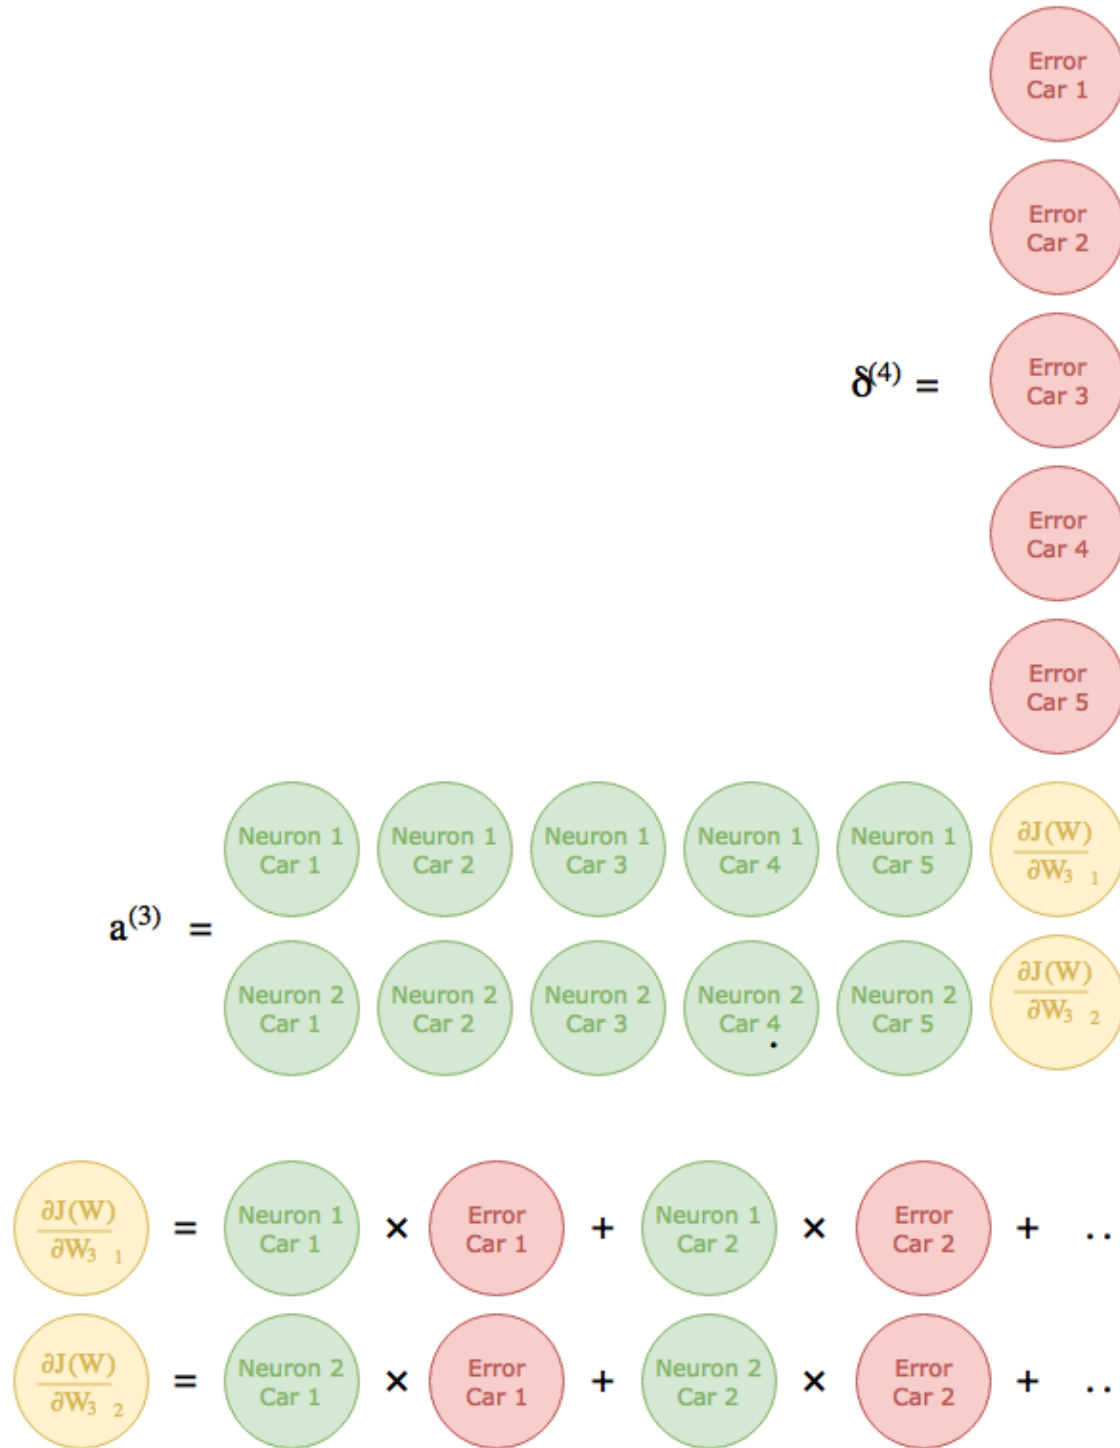 Error
Car 1
Error
Car 2
δ(4) =
Error
Car 3
Error
Car 4
Error
Car 5
a(3) =
Neuron 1 Neuron 1 Neuron 1 Neuron 1 Neuron 1 ∂J(W)
Car 1 Car 2 Car 3 Car 4 Car 5 ∂W3 1
Neuron 2 Neuron 2 Neuron 2 Neuron 2 Neuron 2 ∂J(W)
Car 1 Car 2 Car 3 Car 4 Car 5 ∂W3 2
.
∂J(W) = Neuron 1 × Error + Neuron 1 × Error + ..
∂W3 1 Car 1 Car 1 Car 2 Car 2
∂J(W) = Neuron 2 × Error + Neuron 2 × Error + ..
∂W3 2 Car 1 Car 1 Car 2 Car 2